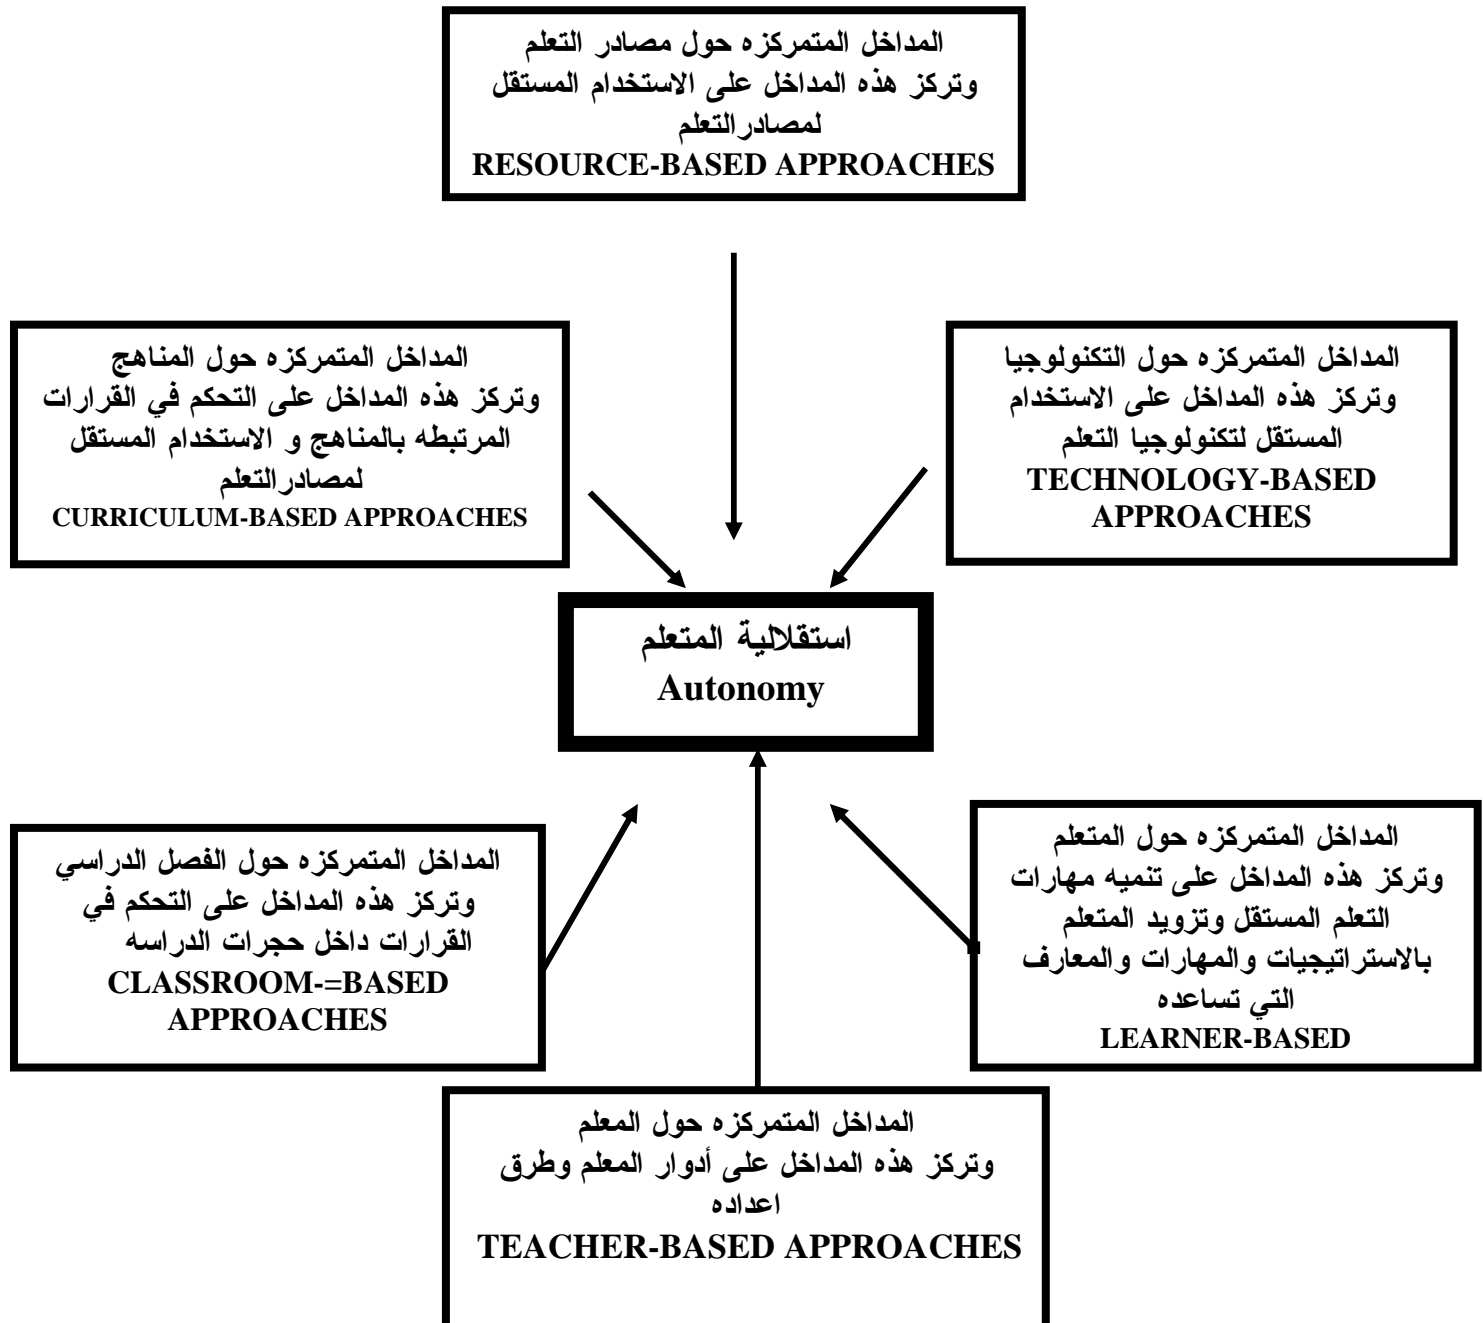 المداخل المتمركزه حول مصادر التعلم
وتركز هذه المداخل على الاستخدام المستقل
لمصادرالتعلم
RESOURCE-BASED APPROACHES
المداخل المتمركزه حول التكنولوجيا
وتركز هذه المداخل على الاستخدام
المستقل لتكنولوجيا التعلم
TECHNOLOGY-BASED
APPROACHES
المداخل المتمركزه حول المناهج
وتركز هذه المداخل على التحكم في القرارات
المرتبطه بالمناهج و الاستخدام المستقل
لمصادرالتعلم
CURRICULUM-BASED APPROACHES
استقلالية المتعلم
Autonomy
المداخل المتمركزه حول المتعلم
وتركز هذه المداخل على تنميه مهارات
التعلم المستقل وتزويد المتعلم
بالاستراتيجيات والمهارات والمعارف
التي تساعده
LEARNER-BASED
المداخل المتمركزه حول الفصل الدراسي
وتركز هذه المداخل على التحكم في
القرارات داخل حجرات الدراسه
CLASSROOM-=BASED
APPROACHES
المداخل المتمركزه حول المعلم
وتركز هذه المداخل على أدوار المعلم وطرق
اعداده
TEACHER-BASED APPROACHES